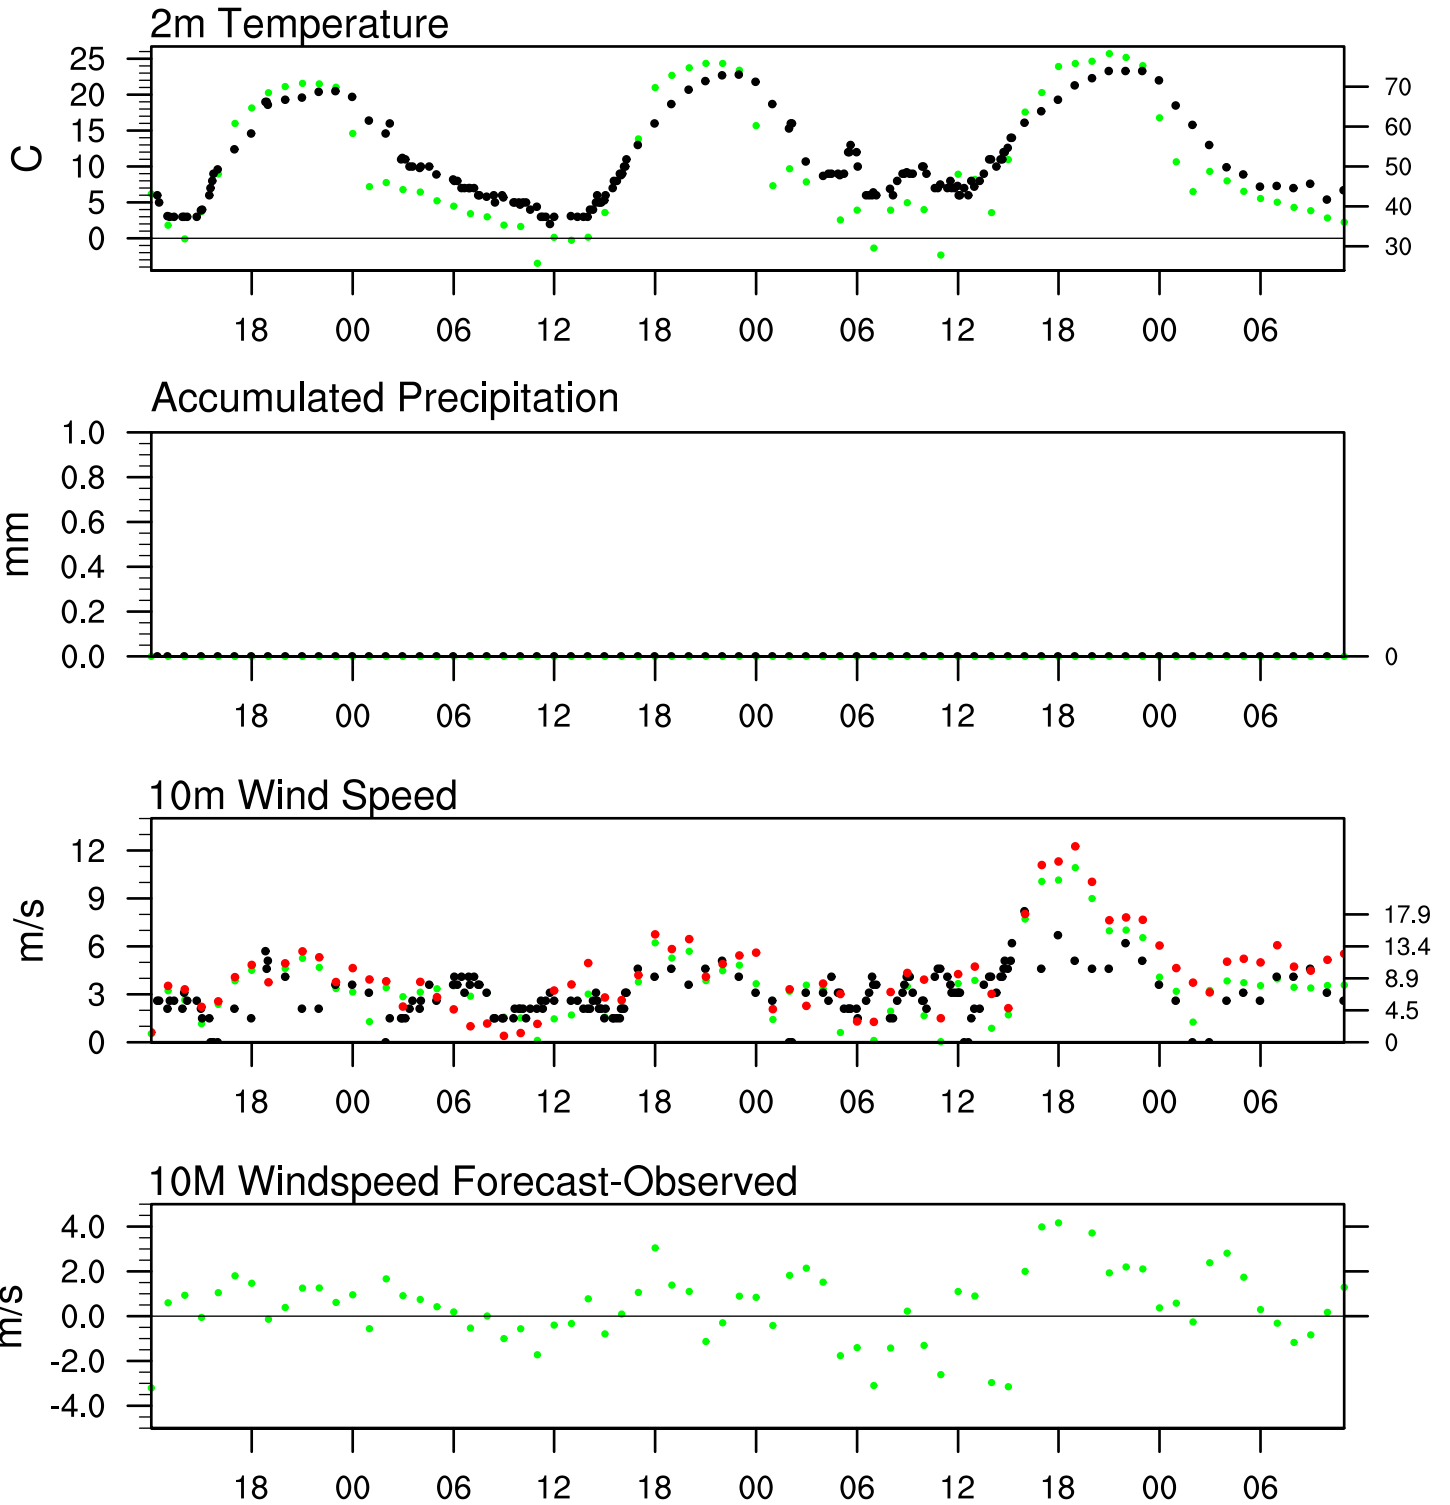 2m Temperature
25
20
15
10
5
0
C
70
60
50
40
30
18 00 06 12 18 00 06 12 18 00 06
Accumulated Precipitation
1.0
0.8
0.6
0.4
0.2
0.0
mm
0
18 00 06 12 18 00 06 12 18 00 06
10m Wind Speed
12
9
6
3
0
m/s
17.9
13.4
8.9
4.5
0
18 00 06 12 18 00 06 12 18 00 06
10M Windspeed Forecast-Observed
4.0
2.0
0.0
-2.0
-4.0
m/s
18 00 06 12 18 00 06 12 18 00 06